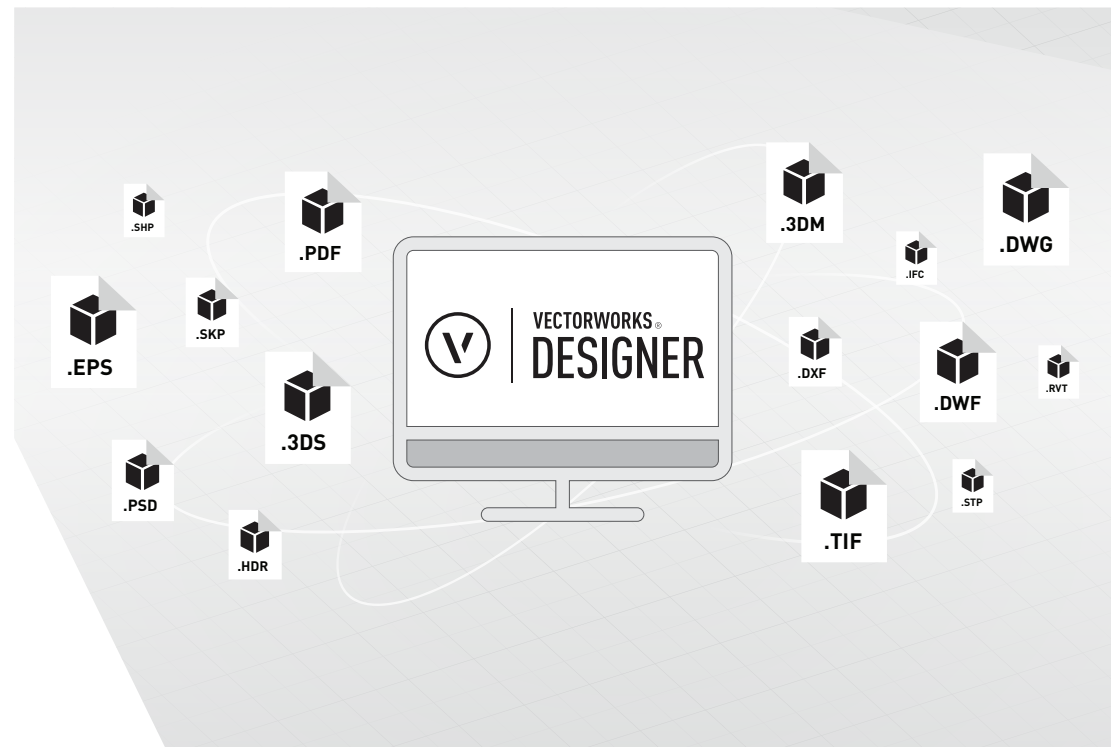 .SHP
.PDF
.EPS
.SKP
.3DS
.PSD
.HDR
VECTORWORKS®
DESIGNER
.3DM
.DWG
.IFC
.DXF
.DWF
.RVT
.TIF
.STP